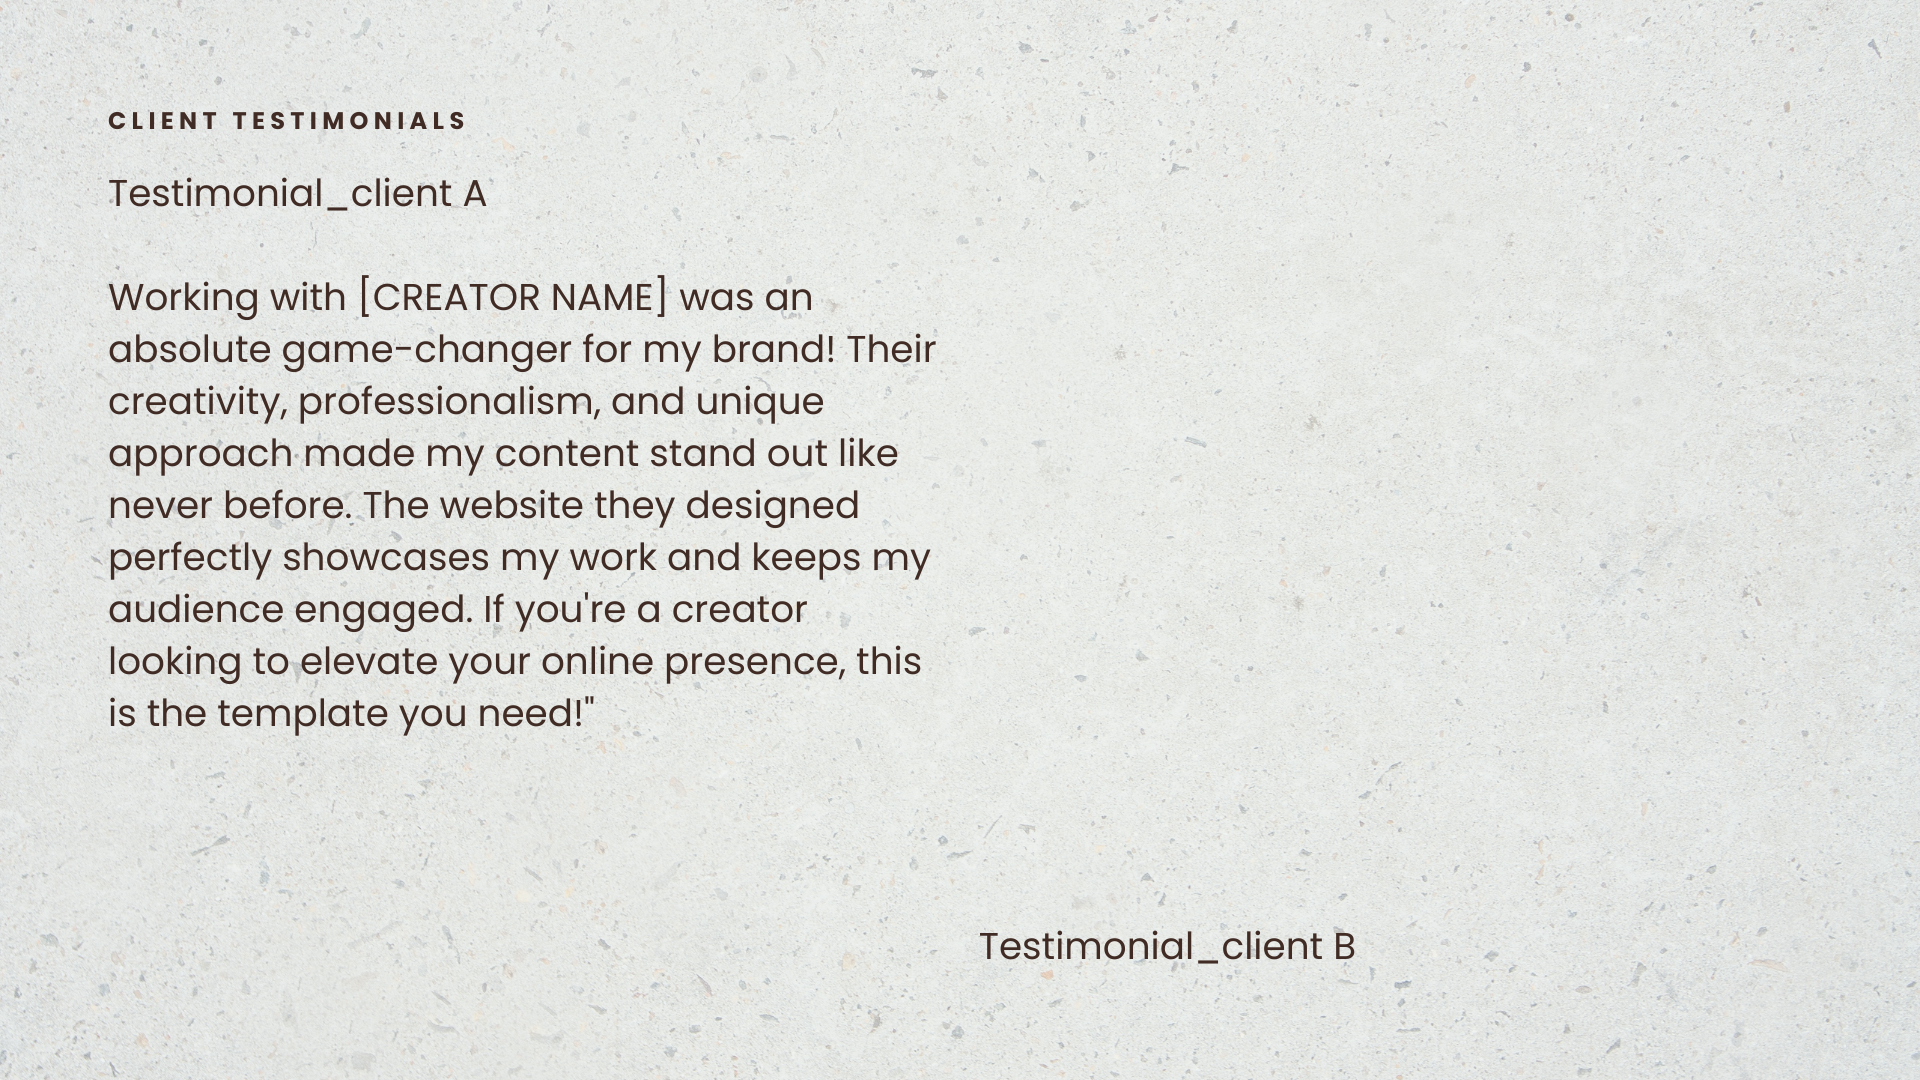 CLIENT TESTIMONIALS
Testimonial_client A
Working with [CREATOR NAME] was an
absolute game-changer for my brand! Their
creativity, professionalism, and unique
approach made my content stand out like
never before. The website they designed
perfectly showcases my work and keeps my
audience engaged. If you're a creator
looking to elevate your online presence, this
is the template you need!"
Testimonial_client B